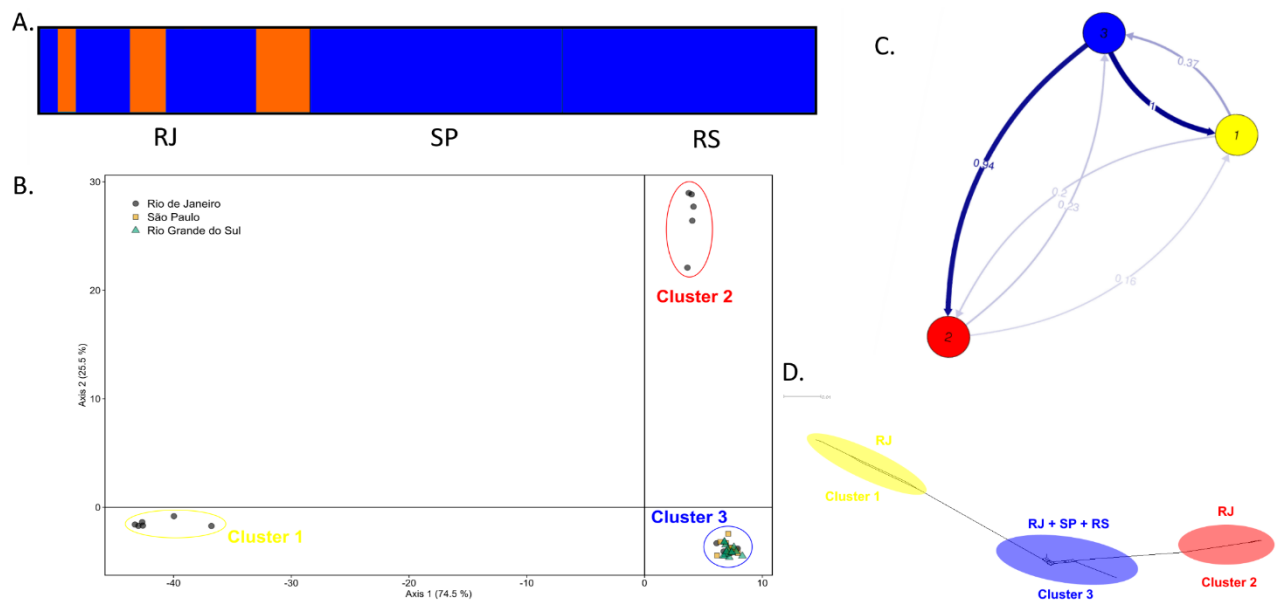 A.
RJ
SP
RS
B.
30
20
10
0
-40
-30
-20
-10
0
10
Axis 2 (25.5 %)
Axis 1 (74.5 %)
Rio de Janeiro
São Paulo
Rio Grande do Sul
Cluster 2
Cluster 3
Cluster 1
C.
3
0.37
1
1
0.94
0.2
0.23
0.16
2
D.
RJ
Cluster 1
RJ + SP + RS
Cluster 3
RJ
Cluster 2